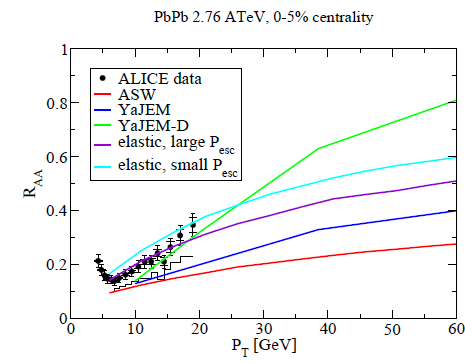 PbPb 2.76 ATeV, 0-5% centrality
1
0.8
0.6
0.4
0.2
0
R_AA
ALICE data
ASW
YaJEM
YaJEM-D
elastic, large P_esc
elastic, small P_esc
0 10 20 30 40 50 60
P_T [GeV]